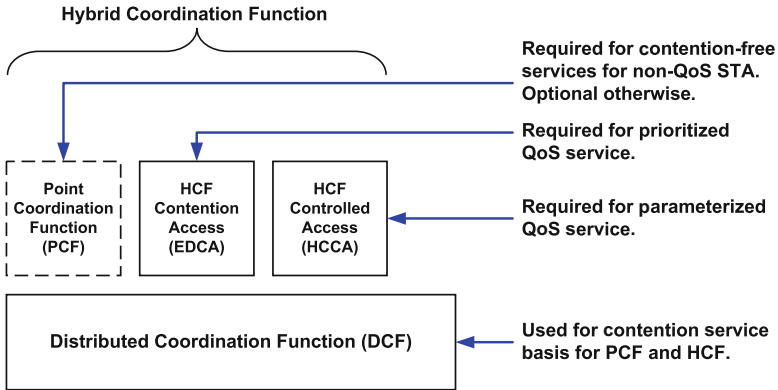 Hybrid Coordination Function
Required for contention-free
services for non-QoS STA.
Optional otherwise.
Required for prioritized
QoS service.
Point
Coordination
Function
(PCF)
HCF
Contention
Access
(EDCA)
HCF
Controlled
Access
(HCCA)
Required for parameterized
QoS service.
Distributed Coordination Function (DCF)
Used for contention service
basis for PCF and HCF.